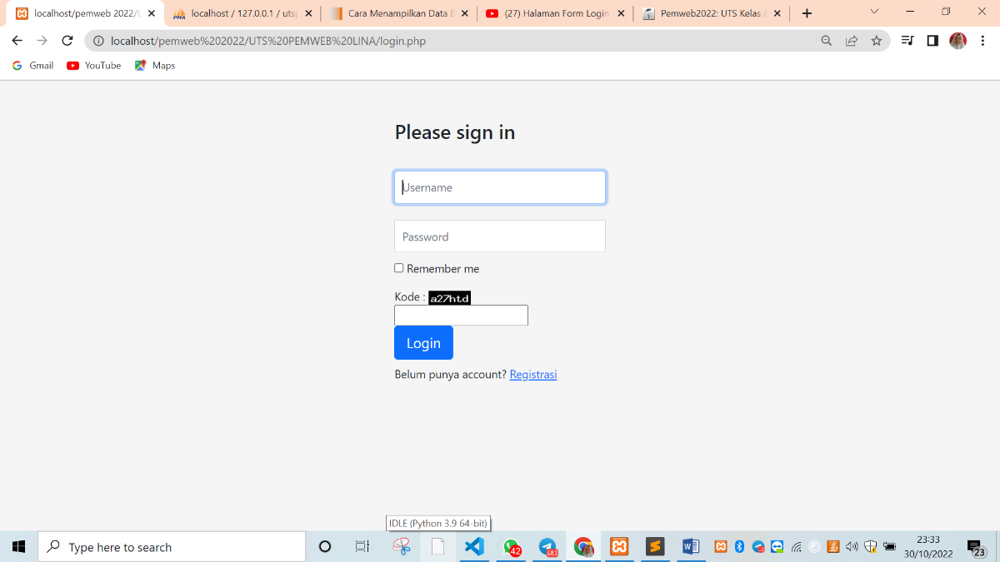 localhost/pemweb 2022/U
localhost / 127.0.0.1 / utsp
Cara Menampilkan Data D
(27) Halaman Form Login
Pemweb2022: UTS Kelas A
localhost/pemweb%202022/UTS%20PEMWEB%20LINA/login.php
Gmail
YouTube
Maps
Please sign in
Username
Password
Remember me
Kode : a27htd
Login
Belum punya account? Registrasi
IDLE (Python 3.9 64-bit)
Type here to search
42
683
23:33
30/10/2022
23